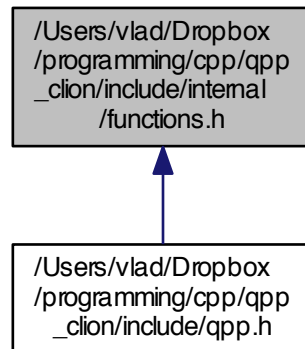 /Users/vlad/Dropbox
/programming/cpp/qpp
_clion/include/internal
/functions.h
/Users/vlad/Dropbox
/programming/cpp/qpp
_clion/include/qpp.h